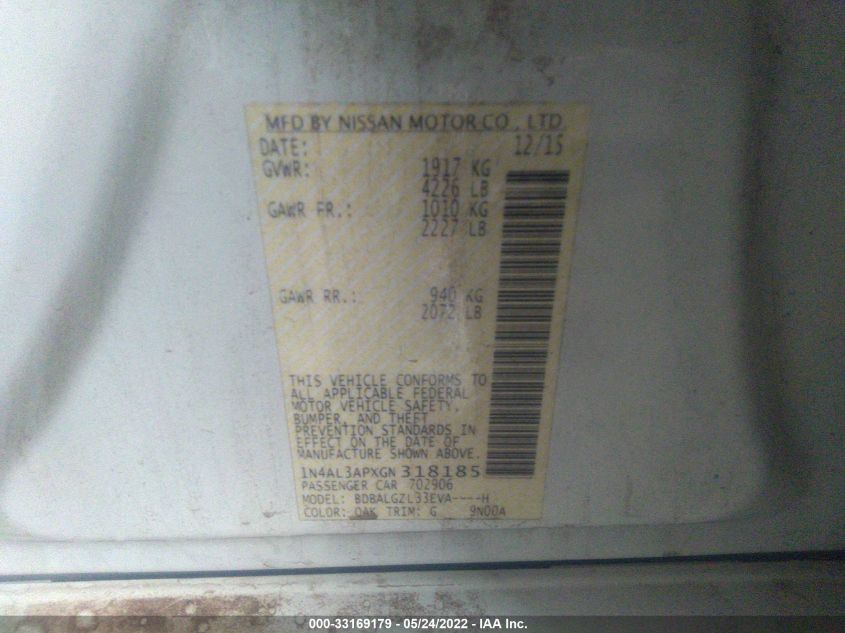 MFD BY NISSAN MOTOR CO., LTD.
DATE: 12/15
GVWR: 1917 KG
4226 LB
GAWR FR.: 1010 KG
2227 LB
GAWR RR.: 940 KG
2072 LB
THIS VEHICLE CONFORMS TO
ALL APPLICABLE FEDERAL
MOTOR VEHICLE SAFETY,
BUMPER, AND THEFT
PREVENTION STANDARDS IN
EFFECT ON THE DATE OF
MANUFACTURE SHOWN ABOVE.
1N4AL3APXGN318185
PASSENGER CAR 702906
MODEL: BDBALGZL33EVA----H
COLOR: QAK TRIM: G 9N00A
000-33169179 - 05/24/2022 - IAA Inc.